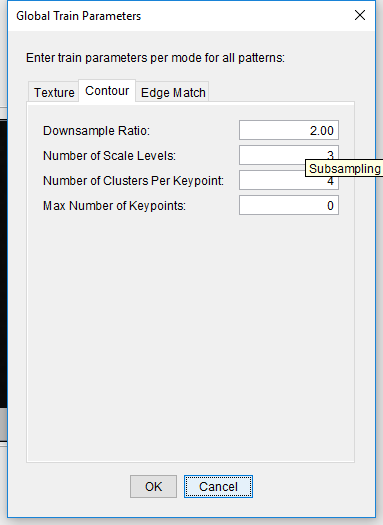 Global Train Parameters
Enter train parameters per mode for all patterns:
Texture Contour Edge Match
Downsample Ratio: 2.00
Number of Scale Levels: 3
Subsampling
Number of Clusters Per Keypoint: 4
Max Number of Keypoints: 0
OK Cancel